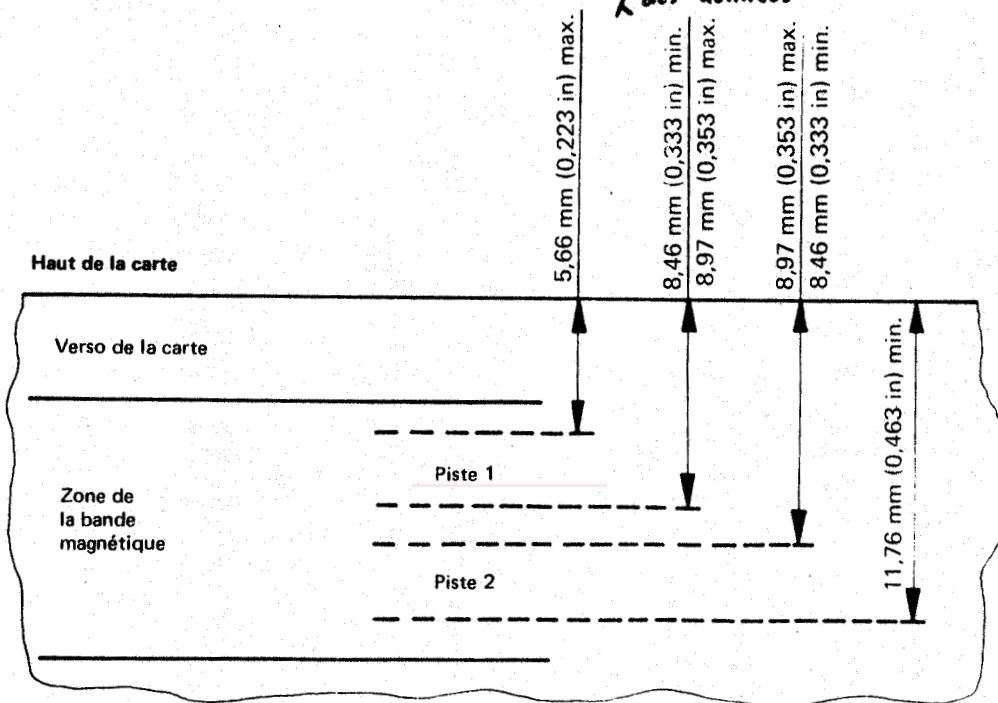 des données
5,66 mm (0,223 in) max.
8,46 mm (0,333 in) min.
8,97 mm (0,353 in) max.
8,97 mm (0,353 in) max.
8,46 mm (0,333 in) min.
Haut de la carte
Verso de la carte
11,76 mm (0,463 in) min.
Piste 1
Zone de
la bande
magnétique
Piste 2